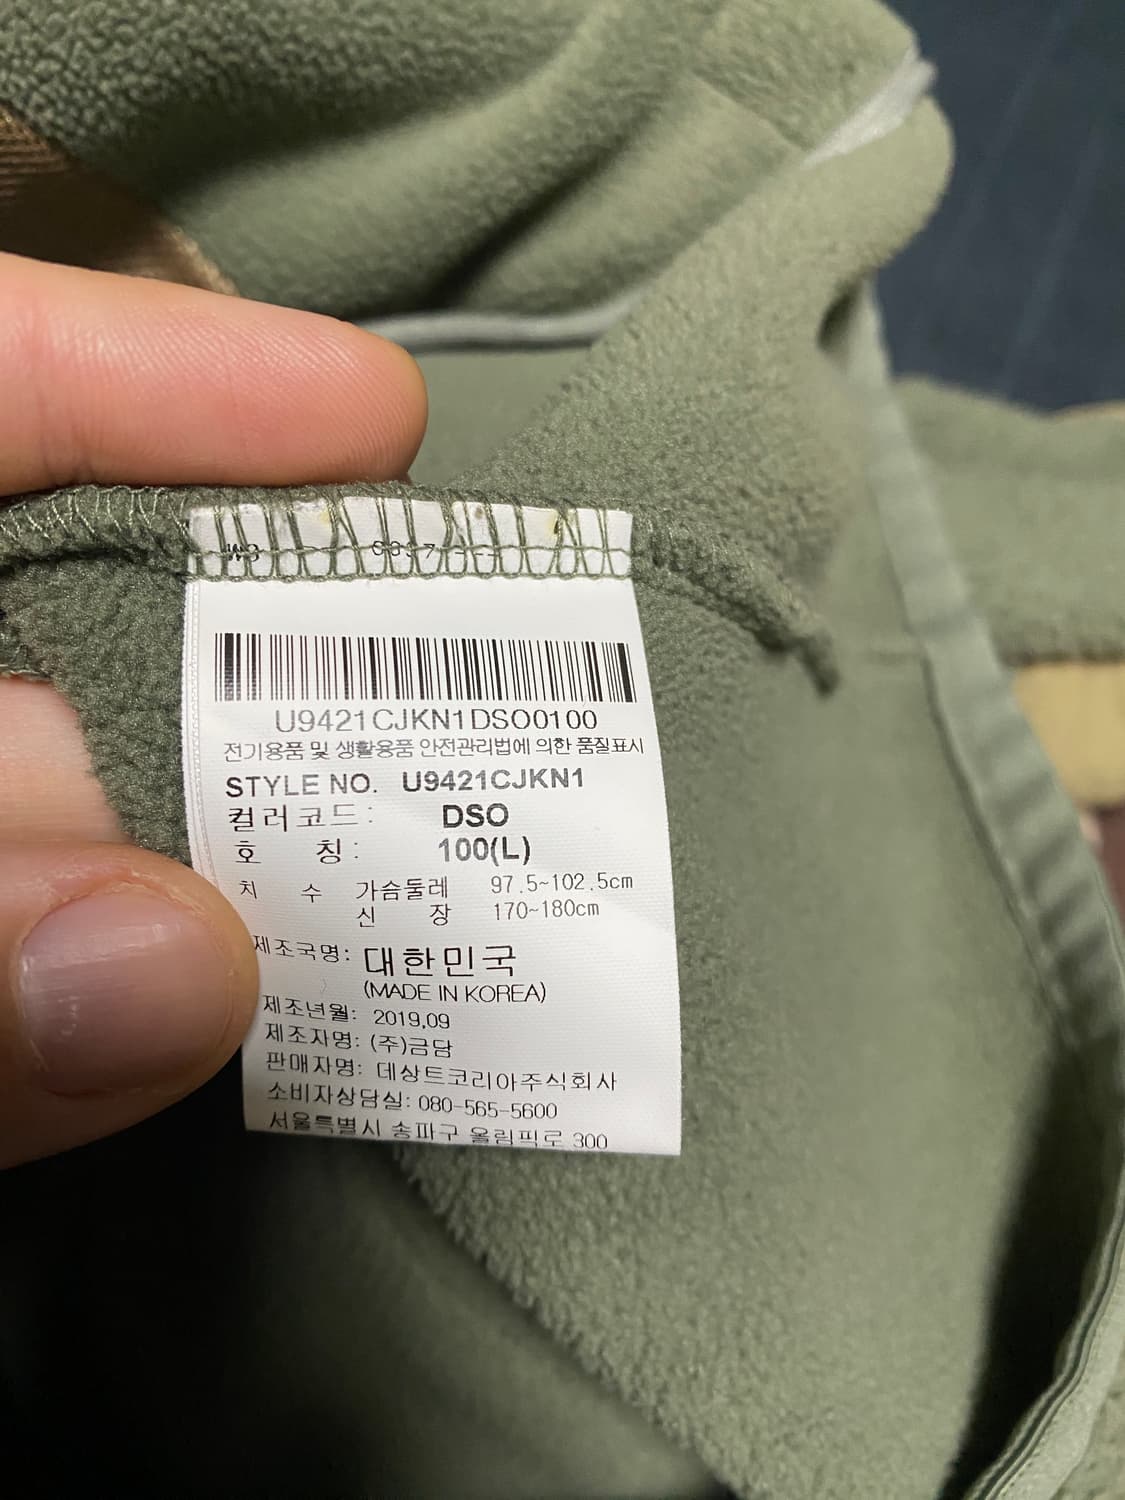 U9421CJKN1DSO0100
전기용품 및 생활용품 안전관리법에 의한 품질표시
STYLE NO. U9421CJKN1
컬러코드: DSO
호 칭: 100(L)
치 수 가슴둘레 97.5~102.5cm
신 장 170~180cm
제조국명: 대한민국
(MADE IN KOREA)
제조년월: 2019.09
제조자명: (주)금담
판매자명: 데상트코리아주식회사
소비자상담실: 080-565-5600
서울특별시 송파구 올림픽로 300